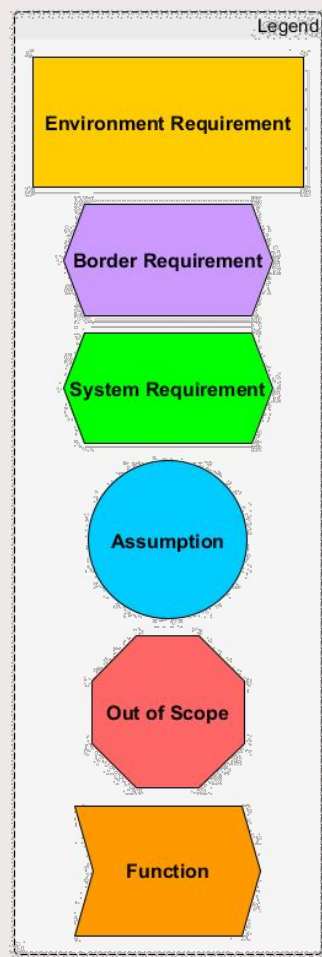 Legend
Environment Requirement
Border Requirement
System Requirement
Assumption
Out of Scope
Function